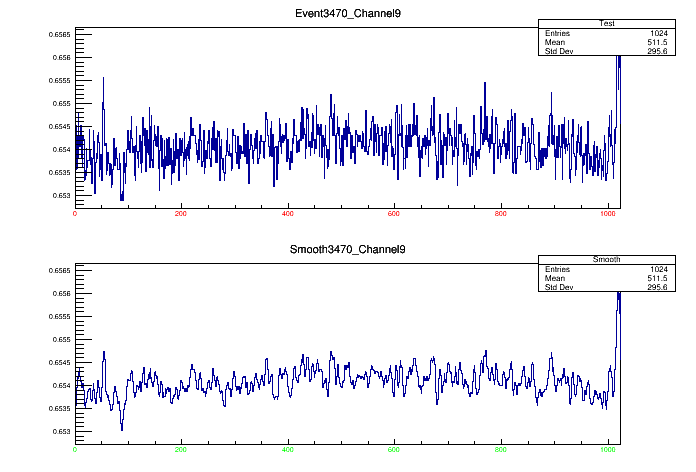 Event3470_Channel9
Test
Entries 1024
Mean 511.5
Std Dev 295.6
0.6565
0.656
0.6555
0.655
0.6545
0.654
0.6535
0.653
0 200 400 600 800 1000
Smooth3470_Channel9
Smooth
Entries 1024
Mean 511.5
Std Dev 295.6
0.6565
0.656
0.6555
0.655
0.6545
0.654
0.6535
0.653
0 200 400 600 800 1000